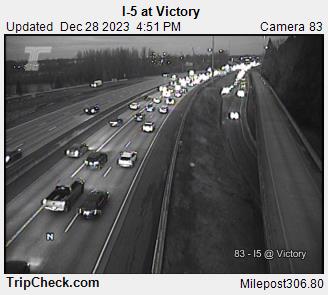 I-5 at Victory
Updated Dec 28 2023 4:51 PM Camera 83
N
83 - I5 @ Victory
TripCheck.com Milepost306.80